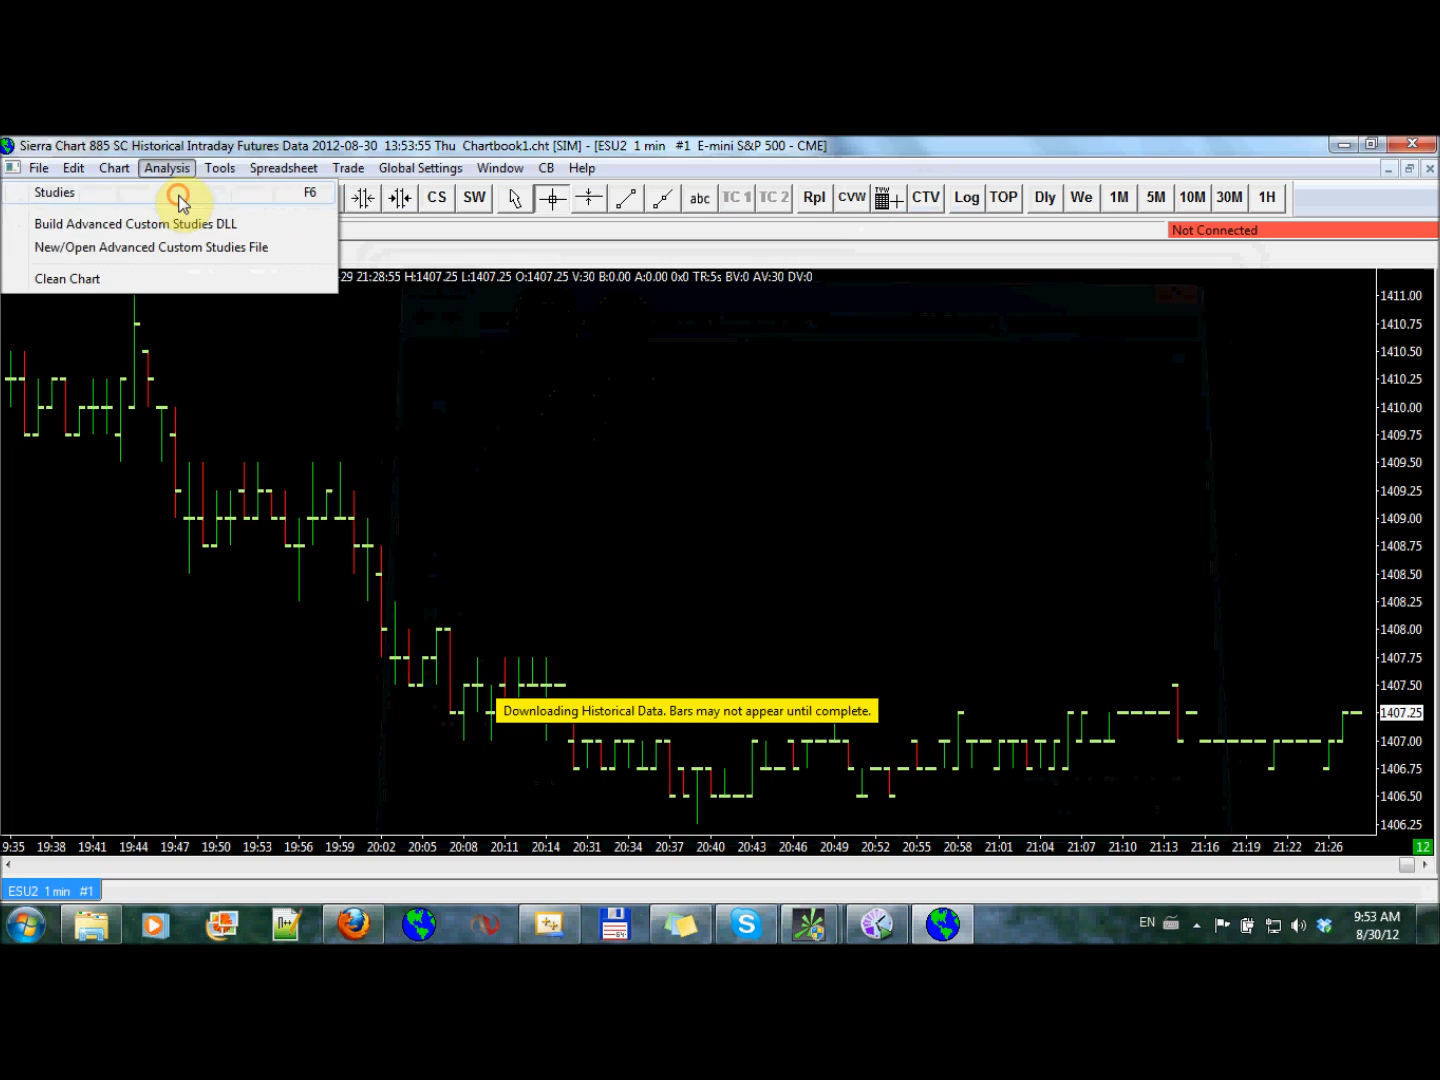 Sierra Chart 885 SC Historical Intraday Futures Data 2012-08-30 13:53:55 Thu Chartbook1.cht [SIM] - [ESU2 1 min #1 E-mini S&P 500 - CME]
File Edit Chart Analysis Tools Spreadsheet Trade Global Settings Window CB Help
Studies F6
Build Advanced Custom Studies DLL
New/Open Advanced Custom Studies File
Clean Chart
CS SW abc TC 1 TC 2 Rpl CVW TVW CTV Log TOP Dly We 1M 5M 10M 30M 1H
Not Connected
29 21:28:55 H:1407.25 L:1407.25 O:1407.25 V:30 B:0.00 A:0.00 0x0 TR:5s BV:0 AV:30 DV:0
1411.00
1410.75
1410.50
1410.25
1410.00
1409.75
1409.50
1409.25
1409.00
1408.75
1408.50
1408.25
1408.00
1407.75
1407.50
Downloading Historical Data. Bars may not appear until complete.
1407.25
1407.00
1406.75
1406.50
1406.25
9:35 19:38 19:41 19:44 19:47 19:50 19:53 19:56 19:59 20:02 20:05 20:08 20:11 20:14 20:31 20:34 20:37 20:40 20:43 20:46 20:49 20:52 20:55 20:58 21:01 21:04 21:07 21:10 21:13 21:16 21:19 21:22 21:26 12
ESU2 1 min #1
EN
64
9:53 AM
8/30/12